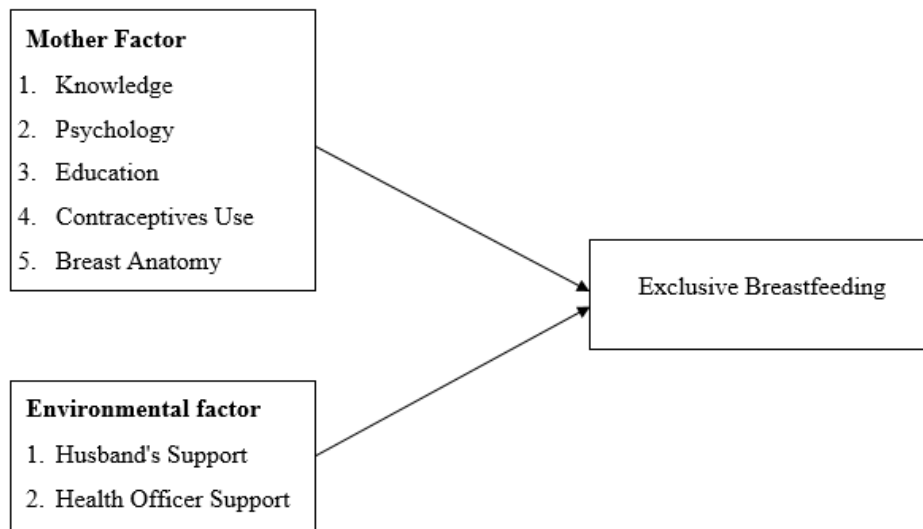 Mother Factor
1. Knowledge
2. Psychology
3. Education
4. Contraceptives Use
5. Breast Anatomy
Exclusive Breastfeeding
Environmental factor
1. Husband's Support
2. Health Officer Support